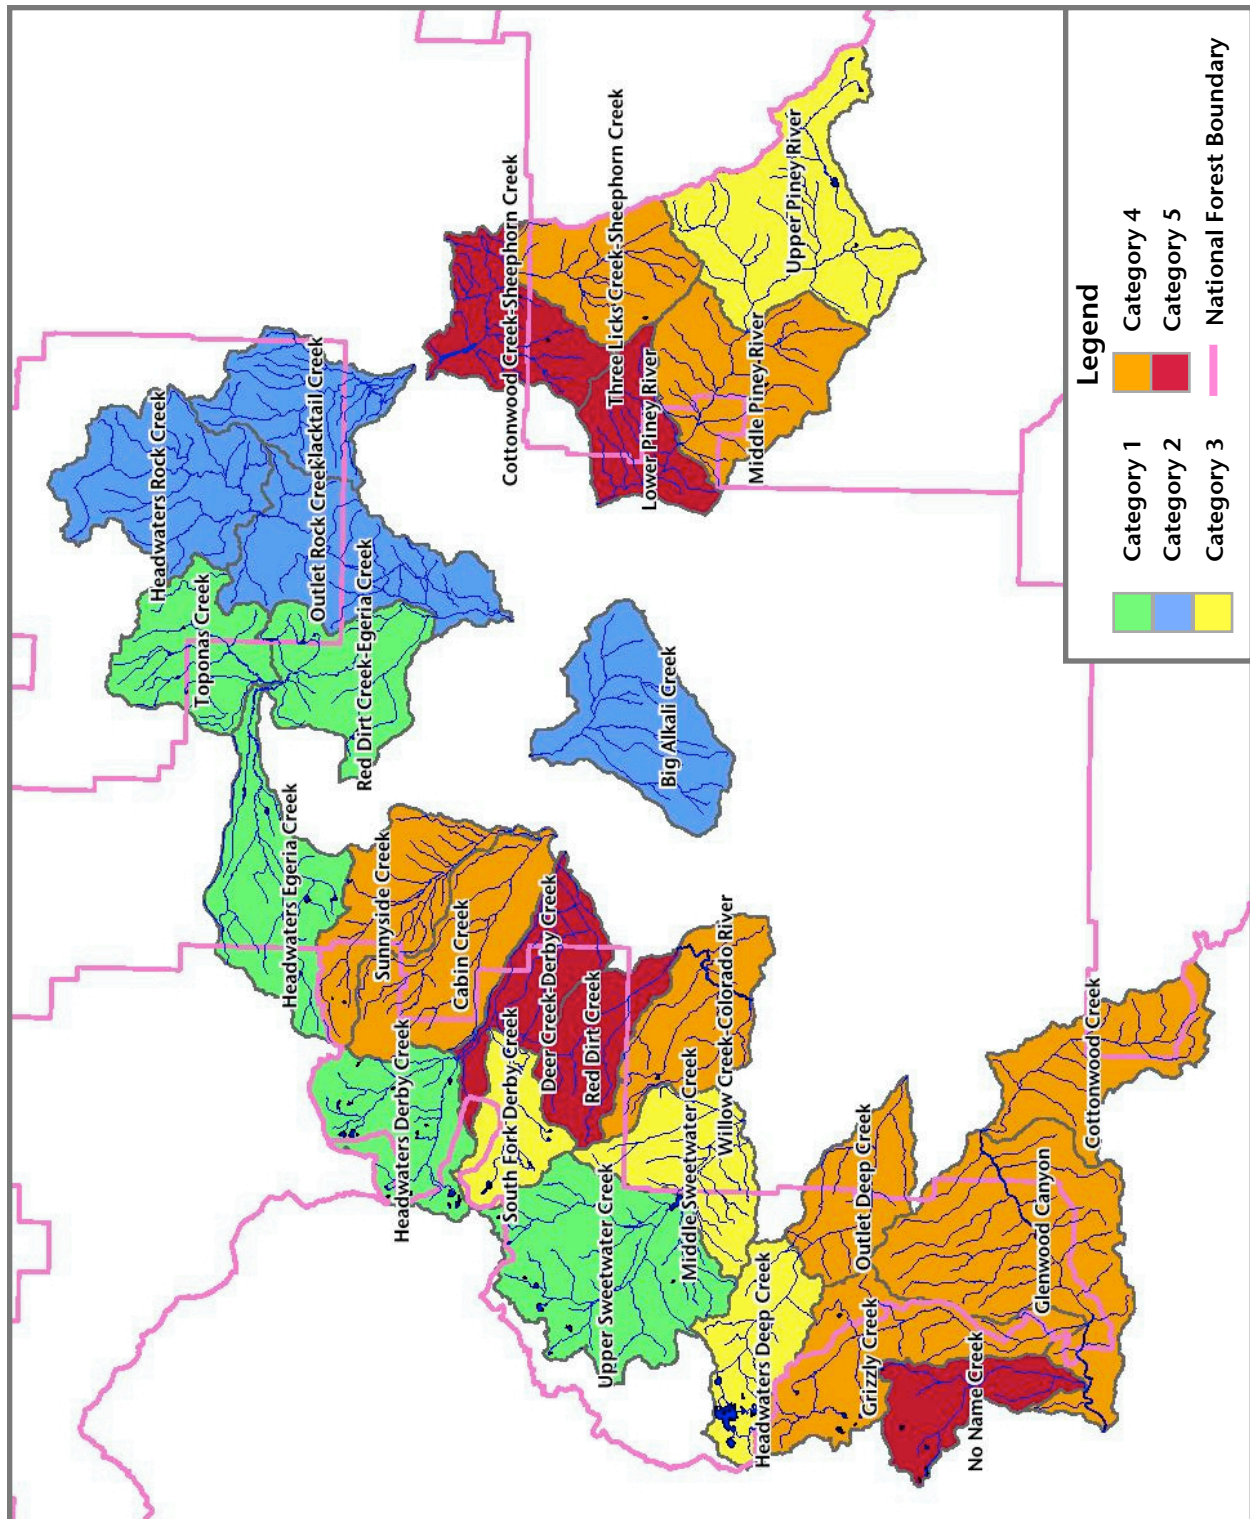 Headwaters Rock Creek
Toponas Creek
Headwaters Egeria Creek
Outlet Rock Creek
lacktail Creek
Red Dirt Creek-Egeria Creek
Sunnyside Creek
Headwaters Derby Creek
Cabin Creek
South Fork Derby Creek
Cottonwood Creek-Sheephorn Creek
Deer Creek-Derby Creek
Red Dirt Creek
Upper Sweetwater Creek
Three Licks Creek-Sheephorn Creek
Lower Piney River
Big Alkali Creek
Middle Sweetwater Creek
Willow Creek-Colorado River
Middle Piney River
Headwaters Deep Creek
Upper Piney River
Outlet Deep Creek
Grizzly Creek
No Name Creek
Glenwood Canyon
Cottonwood Creek
Legend
Category 1
Category 2
Category 3
Category 4
Category 5
National Forest Boundary